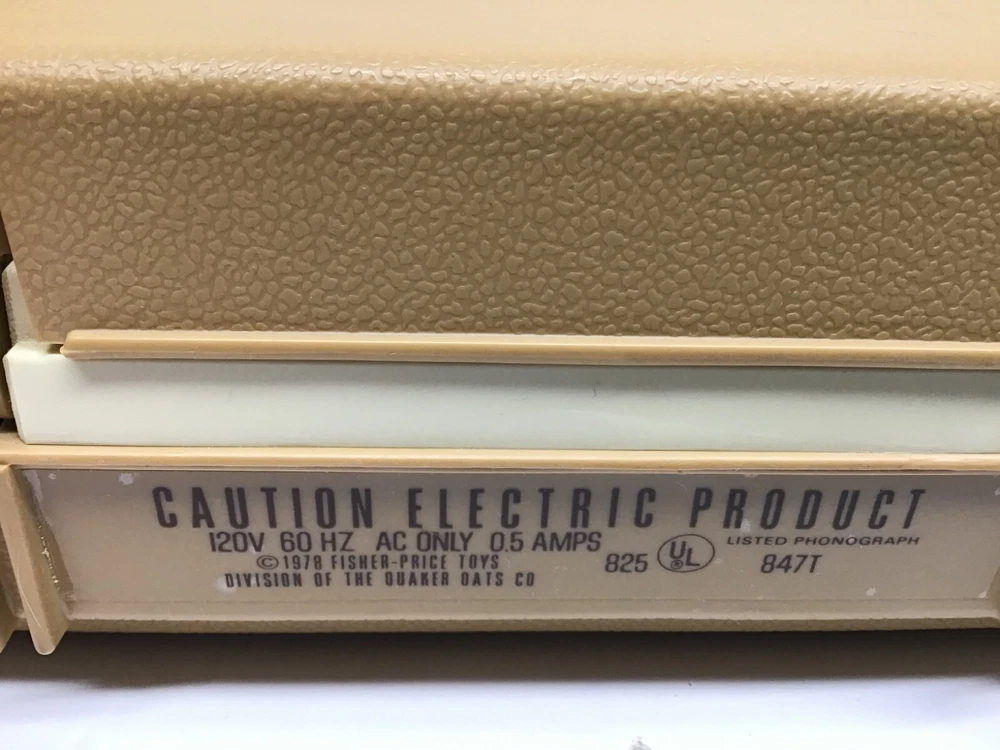 CAUTION ELECTRIC PRODUCT
120V 60 HZ AC ONLY 0.5 AMPS
LISTED PHONOGRAPH
©1978 FISHER-PRICE TOYS
825 UL 847T
DIVISION OF THE QUAKER OATS CO